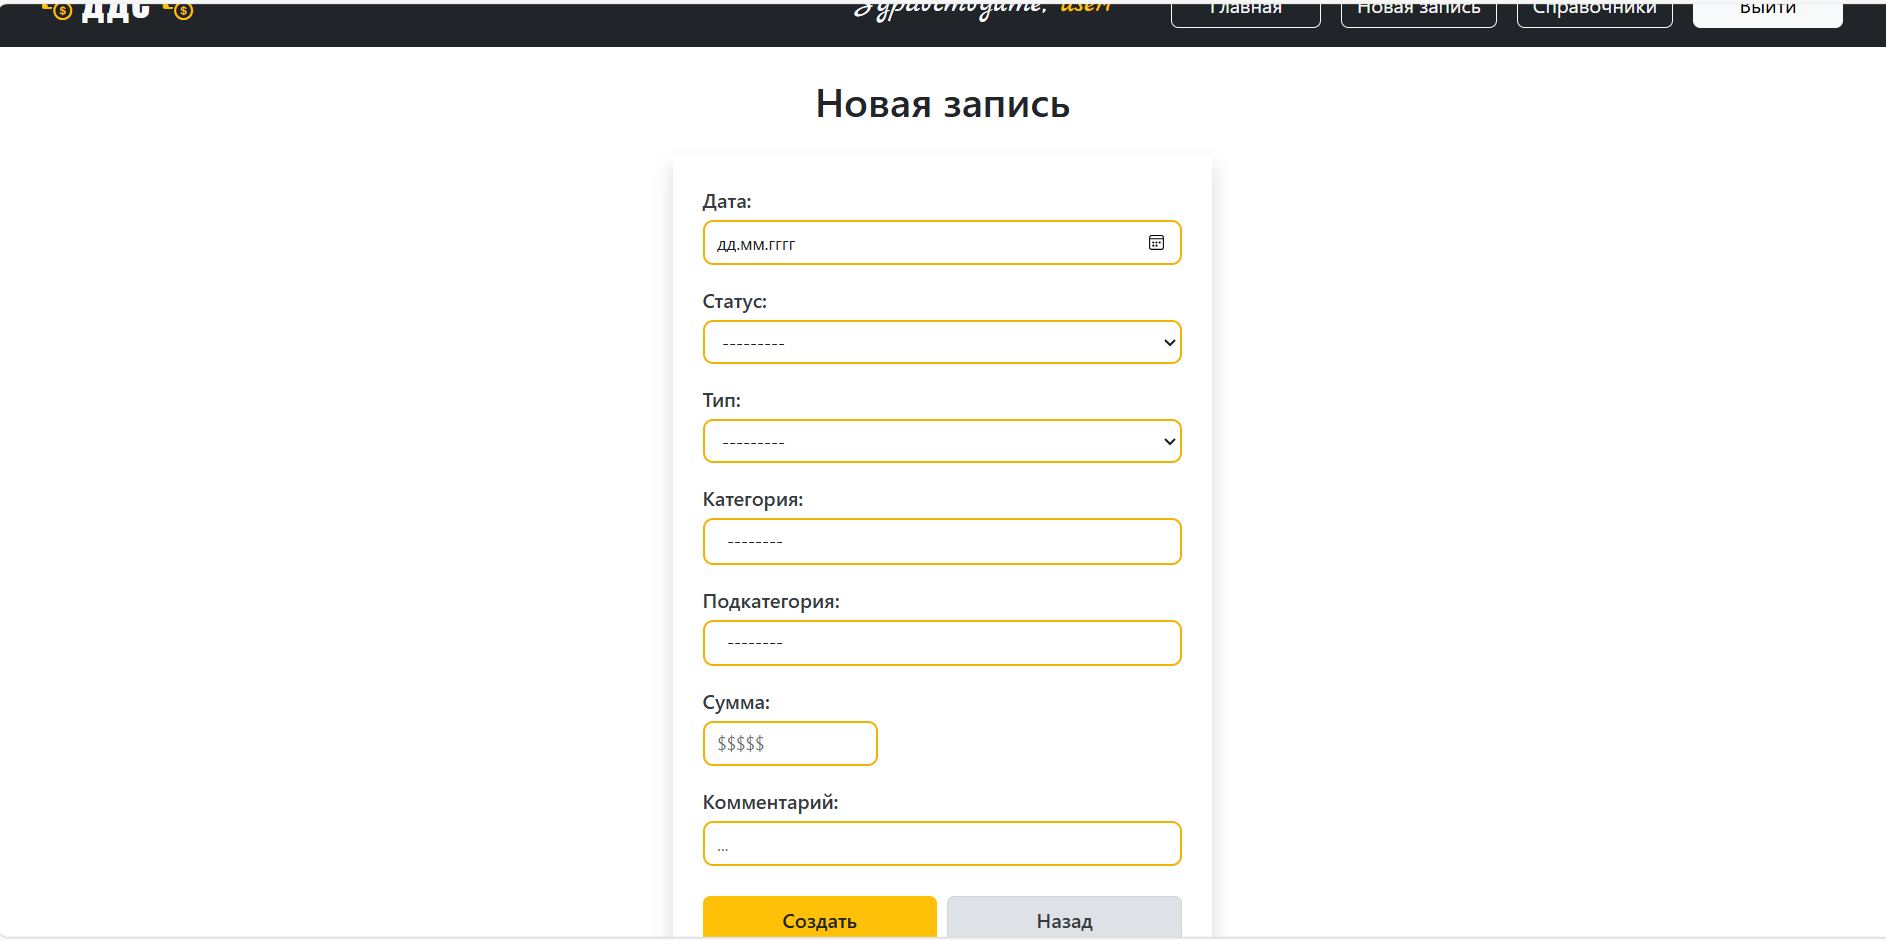 ДДС
Здравствуйте, user1
Главная
Новая запись
Справочники
Выйти
Новая запись
Дата:
дд.мм.гггг
Статус:
---------
Тип:
---------
Категория:
--------
Подкатегория:
--------
Сумма:
$$$$$
Комментарий:
...
Создать
Назад